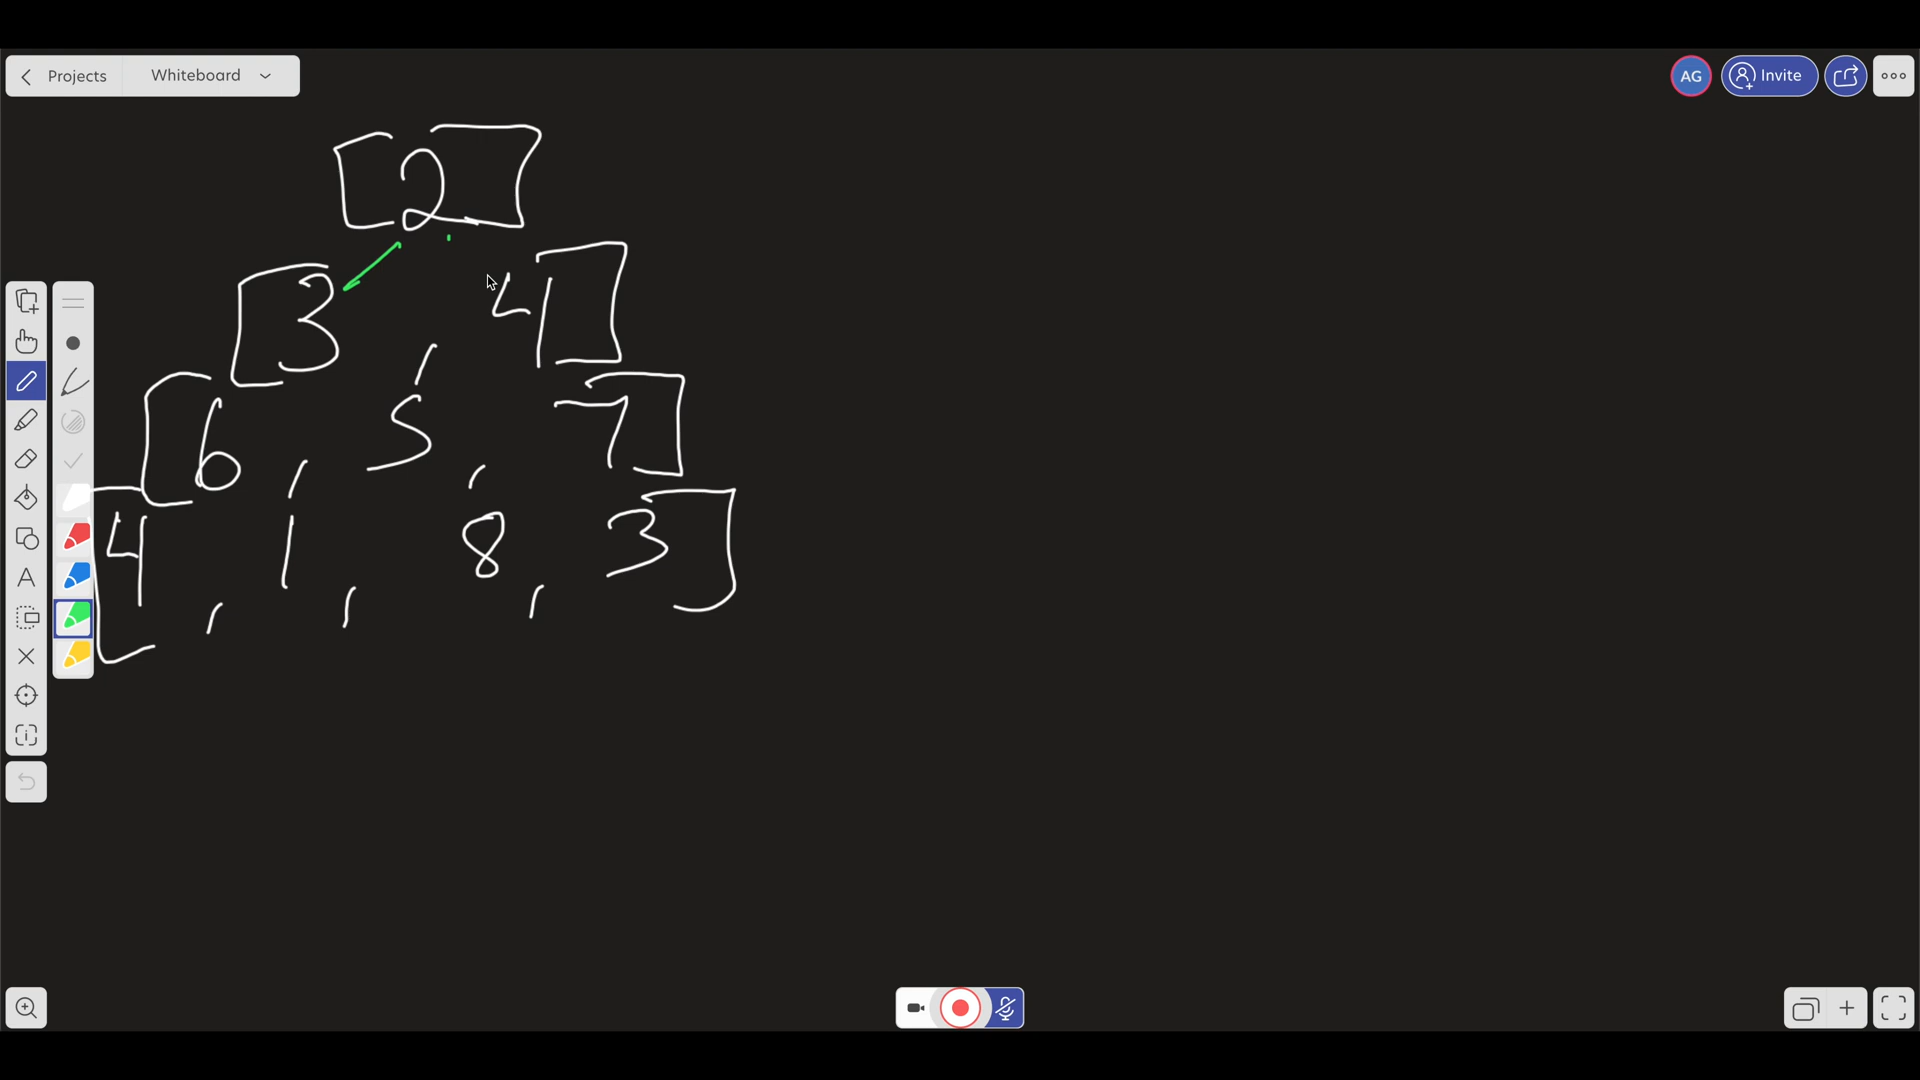 Projects Whiteboard
AG Invite
[2]
[3, 4]
[6, 5, 7]
[4, 1, 8, 3]
A